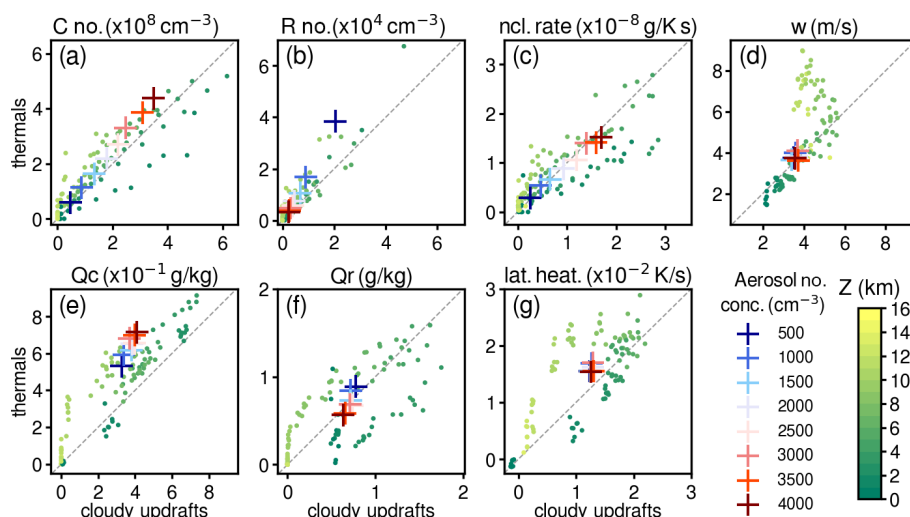 C no. (x10⁸ cm⁻³) R no.(x10⁴ cm⁻³) ncl. rate (x10⁻⁸ g/K s) w (m/s)
(a) (b) (c) (d)
thermals
6
4
2
0
0 2 4 6
6
4
2
0
0 2 4 6
3
2
1
0
0 1 2 3
8
6
4
2
2 4 6 8
Qc (x10⁻¹ g/kg) Qr (g/kg) lat. heat. (x10⁻² K/s)
(e) (f) (g)
thermals
8
6
4
2
0
0 2 4 6 8
cloudy updrafts
2
1
0
0 1 2
cloudy updrafts
3
2
1
0
0 1 2 3
cloudy updrafts
Aerosol no.
conc. (cm⁻³)
500
1000
1500
2000
2500
3000
3500
4000
Z (km)
16
14
12
10
8
6
4
2
0